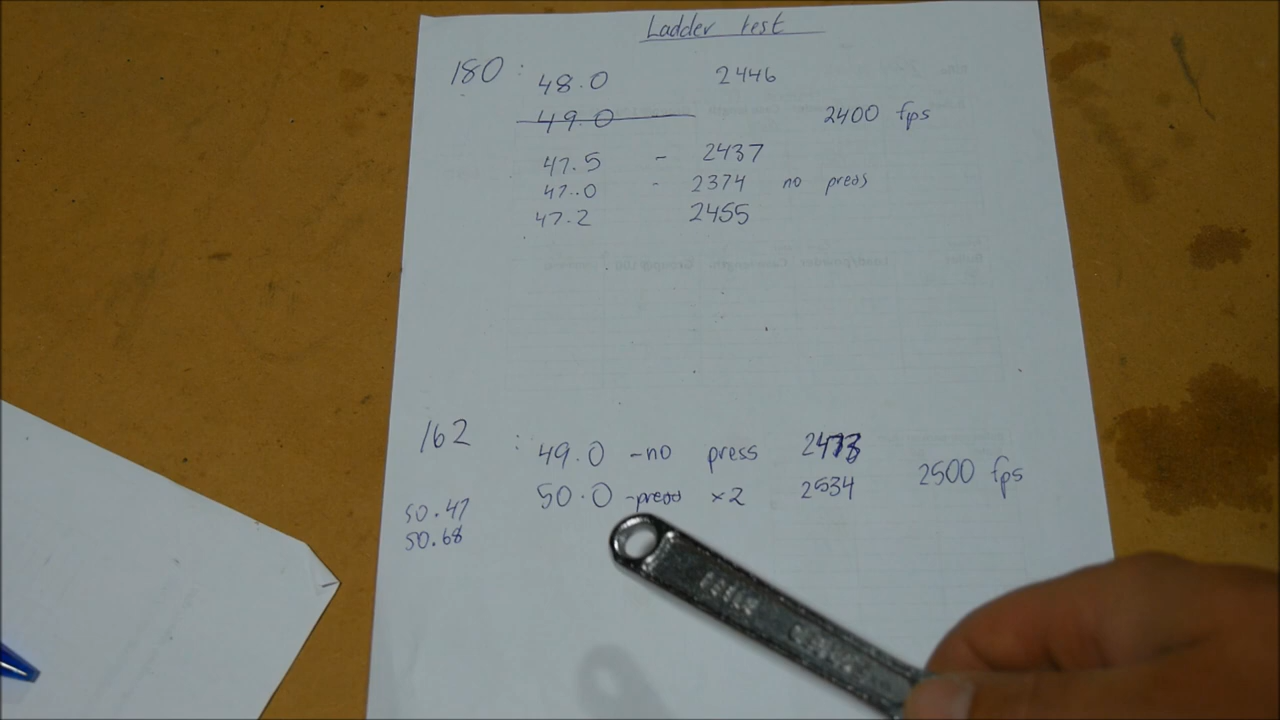 Ladder test
180 : 48.0 2446
49.0 2400 fps
47.5 - 2437
47.0 - 2374 no press
47.2 2455
162 : 49.0 - no press 2473
50.0 - press x2 2534 2500 fps
50.47
50.68